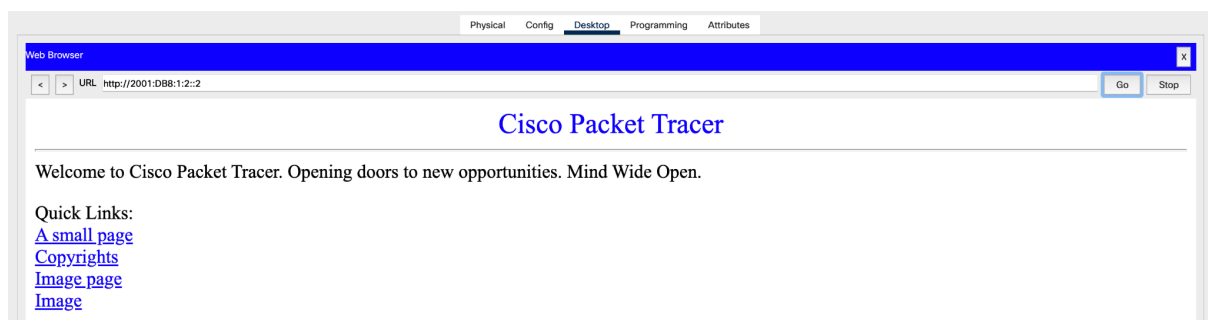 Physical Config Desktop Programming Attributes
Web Browser X
< > URL http://2001:DB8:1:2::2 Go Stop
Cisco Packet Tracer
Welcome to Cisco Packet Tracer. Opening doors to new opportunities. Mind Wide Open.
Quick Links:
A small page
Copyrights
Image page
Image